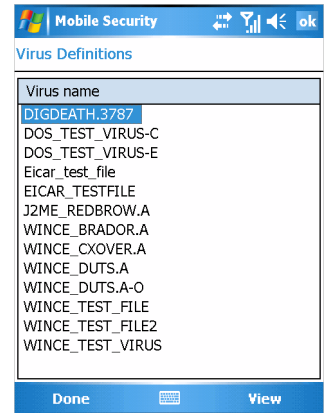 Mobile Security
ok
Virus Definitions
Virus name
DIGDEATH.3787
DOS_TEST_VIRUS-C
DOS_TEST_VIRUS-E
Eicar_test_file
EICAR_TESTFILE
J2ME_REDBROW.A
WINCE_BRADOR.A
WINCE_CXOVER.A
WINCE_DUTS.A
WINCE_DUTS.A-O
WINCE_TEST_FILE
WINCE_TEST_FILE2
WINCE_TEST_VIRUS
Done View